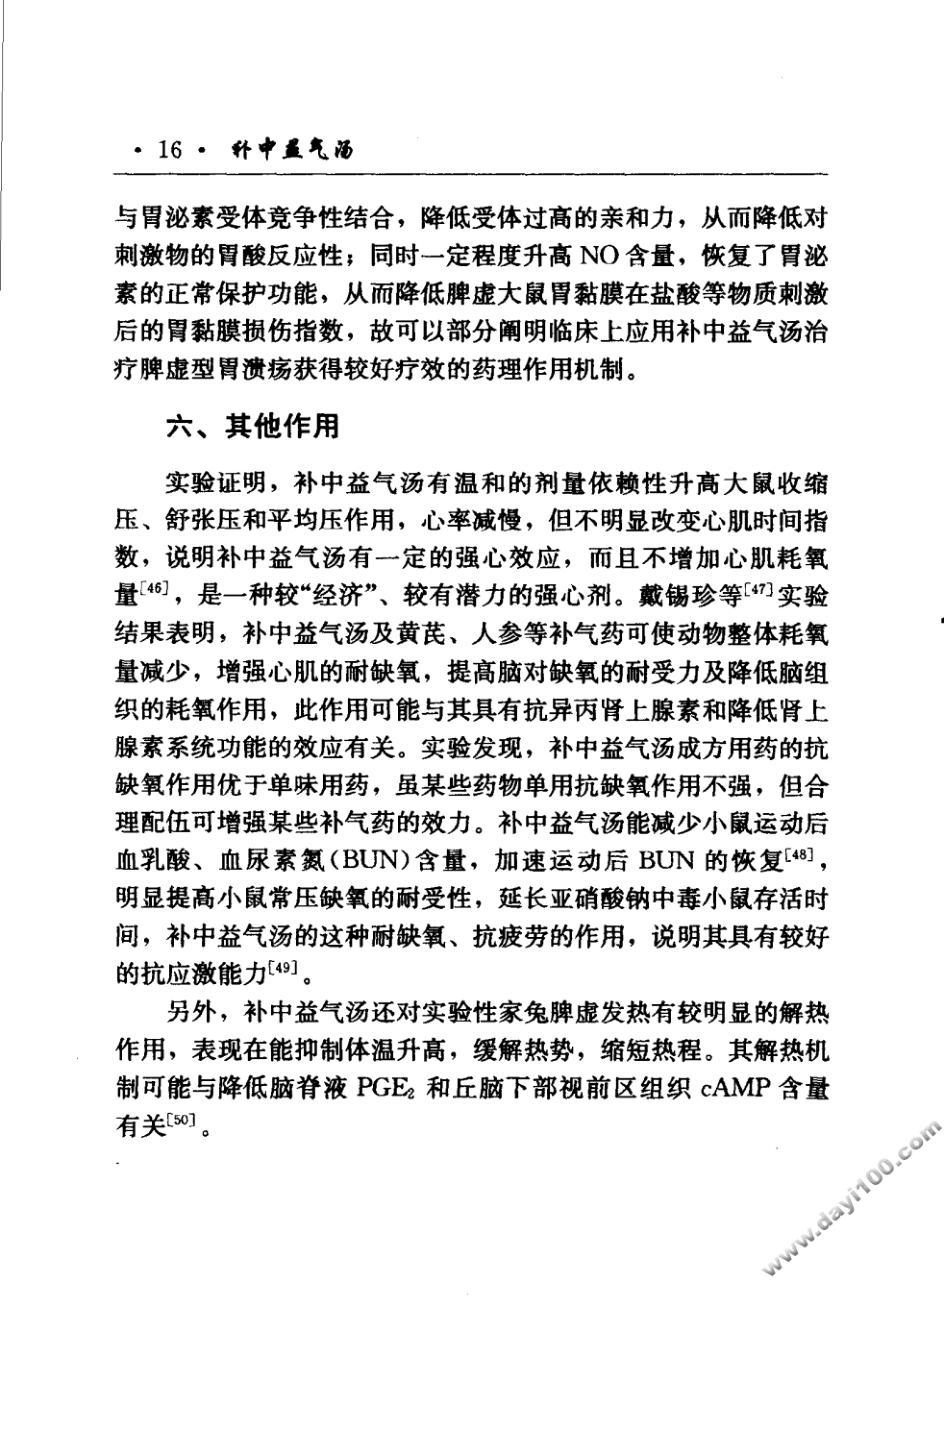 · 16 · 补中益气汤
与胃泌素受体竞争性结合，降低受体过高的亲和力，从而降低对
刺激物的胃酸反应性；同时一定程度升高 NO 含量，恢复了胃泌
素的正常保护功能，从而降低脾虚大鼠胃黏膜在盐酸等物质刺激
后的胃黏膜损伤指数，故可以部分阐明临床上应用补中益气汤治
疗脾虚型胃溃疡获得较好疗效的药理作用机制。
六、其他作用
实验证明，补中益气汤有温和的剂量依赖性升高大鼠收缩
压、舒张压和平均压作用，心率减慢，但不明显改变心肌时间指
数，说明补中益气汤有一定的强心效应，而且不增加心肌耗氧
量[46]，是一种较“经济”、较有潜力的强心剂。戴锡珍等[47]实验
结果表明，补中益气汤及黄芪、人参等补气药可使动物整体耗氧
量减少，增强心肌的耐缺氧，提高脑对缺氧的耐受力及降低脑组
织的耗氧作用，此作用可能与其具有抗异丙肾上腺素和降低肾上
腺素系统功能的效应有关。实验发现，补中益气汤成方用药的抗
缺氧作用优于单味用药，虽某些药物单用抗缺氧作用不强，但合
理配伍可增强某些补气药的效力。补中益气汤能减少小鼠运动后
血乳酸、血尿素氮(BUN)含量，加速运动后 BUN 的恢复[48]，
明显提高小鼠常压缺氧的耐受性，延长亚硝酸钠中毒小鼠存活时
间，补中益气汤的这种耐缺氧、抗疲劳的作用，说明其具有较好
的抗应激能力[49]。
另外，补中益气汤还对实验性家兔脾虚发热有较明显的解热
作用，表现在能抑制体温升高，缓解热势，缩短热程。其解热机
制可能与降低脑脊液 PGE₂ 和丘脑下部视前区组织 cAMP 含量
有关[50]。
www.dayi100.com